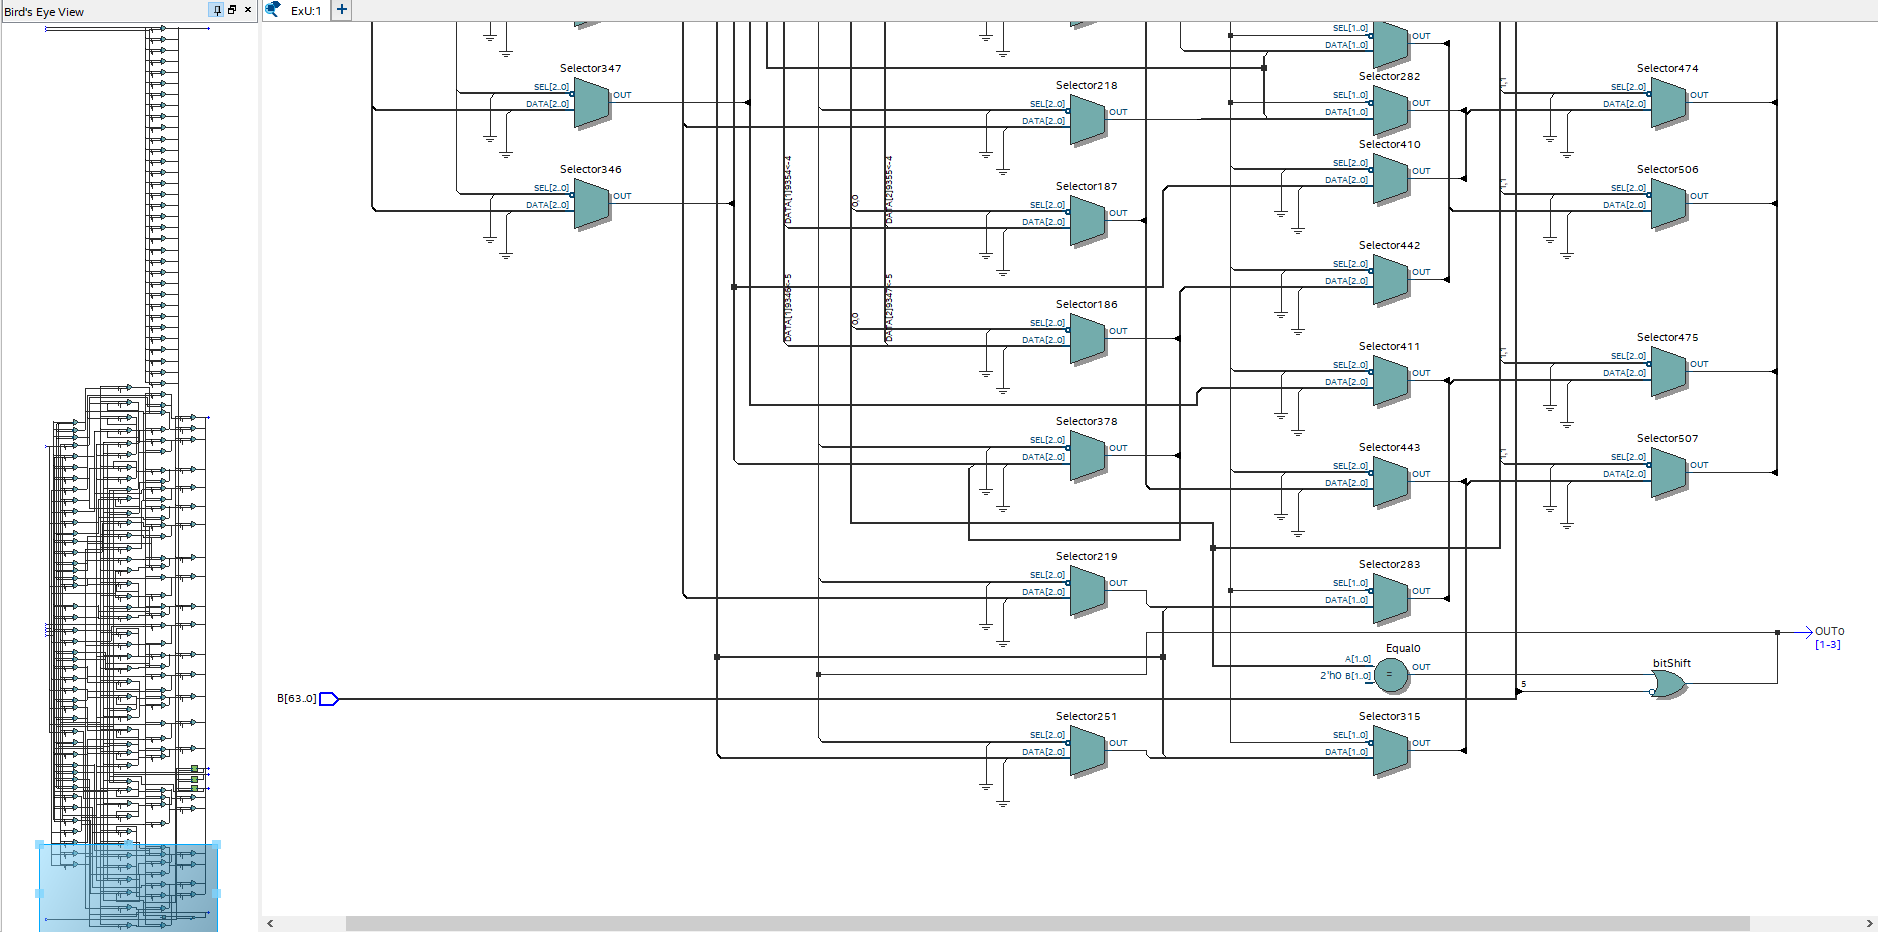 Bird's Eye View
ExU:1
SEL[1..0]
DATA[1..0]
OUT
Selector347
SEL[2..0]
DATA[2..0]
OUT
Selector346
SEL[2..0]
DATA[2..0]
OUT
DATA[1]9354<-4
0,0
DATA[2]9355<-4
DATA[1]9346<-5
0,0
DATA[2]9347<-5
Selector218
SEL[2..0]
DATA[2..0]
OUT
Selector187
SEL[2..0]
DATA[2..0]
OUT
Selector186
SEL[2..0]
DATA[2..0]
OUT
Selector378
SEL[2..0]
DATA[2..0]
OUT
Selector219
SEL[2..0]
DATA[2..0]
OUT
Selector251
SEL[2..0]
DATA[2..0]
OUT
Selector282
SEL[1..0]
DATA[1..0]
OUT
Selector410
SEL[2..0]
DATA[2..0]
OUT
Selector442
SEL[2..0]
DATA[2..0]
OUT
Selector411
SEL[2..0]
DATA[2..0]
OUT
Selector443
SEL[2..0]
DATA[2..0]
OUT
Selector283
SEL[1..0]
DATA[1..0]
OUT
Equal0
A[1..0]
2'h0 B[1..0]
=
OUT
Selector315
SEL[1..0]
DATA[1..0]
OUT
1,1
Selector474
SEL[2..0]
DATA[2..0]
OUT
1,1
Selector506
SEL[2..0]
DATA[2..0]
OUT
1,1
Selector475
SEL[2..0]
DATA[2..0]
OUT
1,1
Selector507
SEL[2..0]
DATA[2..0]
OUT
bitShift
5
B[63..0]
OUT0
[1-3]